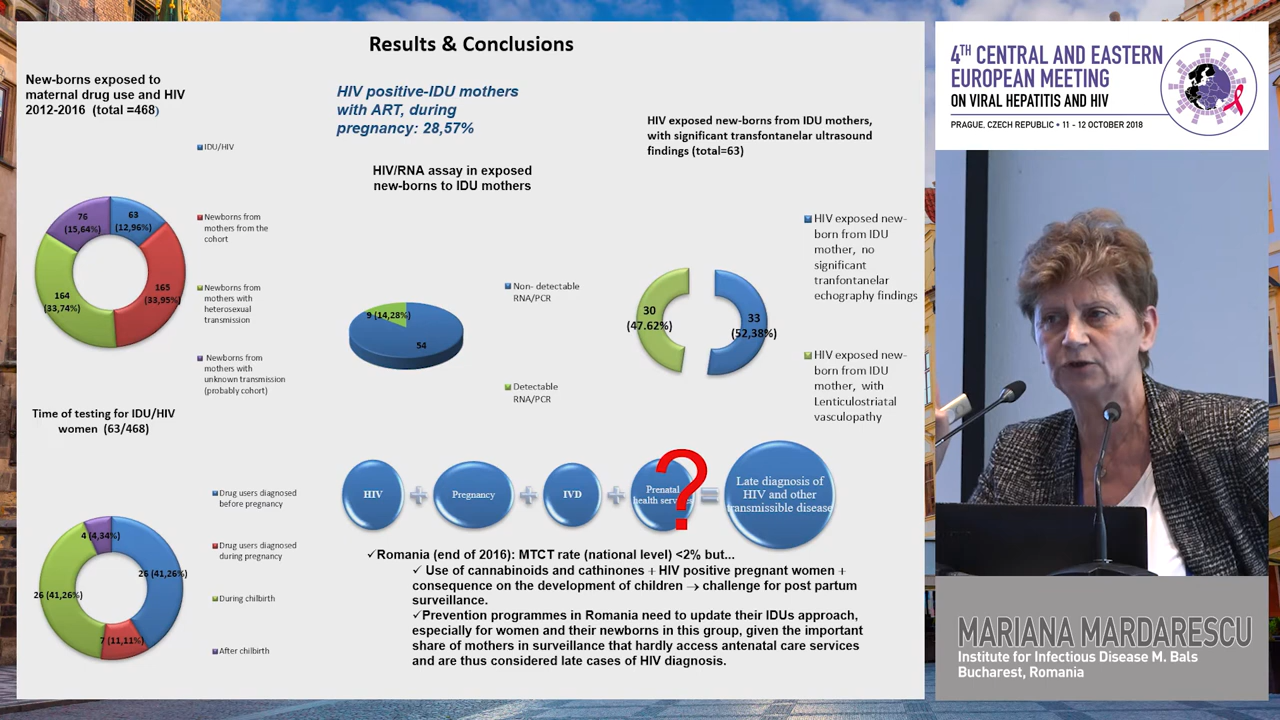 Results & Conclusions
New-borns exposed to
maternal drug use and HIV
2012-2016 (total =468)
IDU/HIV
Newborns from
mothers from the
cohort
Newborns from
mothers with
heterosexual
transmission
Newborns from
mothers with
unknown transmission
(probably cohort)
76
(15,64%)
63
(12,96%)
165
(33,95%)
164
(33,74%)
Time of testing for IDU/HIV
women (63/468)
Drug users diagnosed
before pregnancy
Drug users diagnosed
during pregnancy
During chilbirth
After chilbirth
4 (4,34%)
26 (41,26%)
26 (41,26%)
7 (11,11%)
HIV positive-IDU mothers
with ART, during
pregnancy: 28,57%
HIV/RNA assay in exposed
new-borns to IDU mothers
9 (14,28%)
54
Non- detectable
RNA/PCR
Detectable
RNA/PCR
HIV exposed new-borns from IDU mothers,
with significant transfontanelar ultrasound
findings (total=63)
30
(47.62%)
33
(52,38%)
HIV exposed new-
born from IDU
mother, no
significant
tranfontanelar
echography findings
HIV exposed new-
born from IDU
mother, with
Lenticulostriatal
vasculopathy
HIV
+
Pregnancy
+
IVD
+
Prenatal
health services
?
=
Late diagnosis of
HIV and other
transmissible disease
✓Romania (end of 2016): MTCT rate (national level) <2% but...
✓ Use of cannabinoids and cathinones + HIV positive pregnant women +
consequence on the development of children → challenge for post partum
surveillance.
✓Prevention programmes in Romania need to update their IDUs approach,
especially for women and their newborns in this group, given the important
share of mothers in surveillance that hardly access antenatal care services
and are thus considered late cases of HIV diagnosis.
4TH CENTRAL AND EASTERN
EUROPEAN MEETING
ON VIRAL HEPATITIS AND HIV
PRAGUE, CZECH REPUBLIC • 11 - 12 OCTOBER 2018
MARIANA MARDARESCU
Institute for Infectious Disease M. Bals
Bucharest, Romania